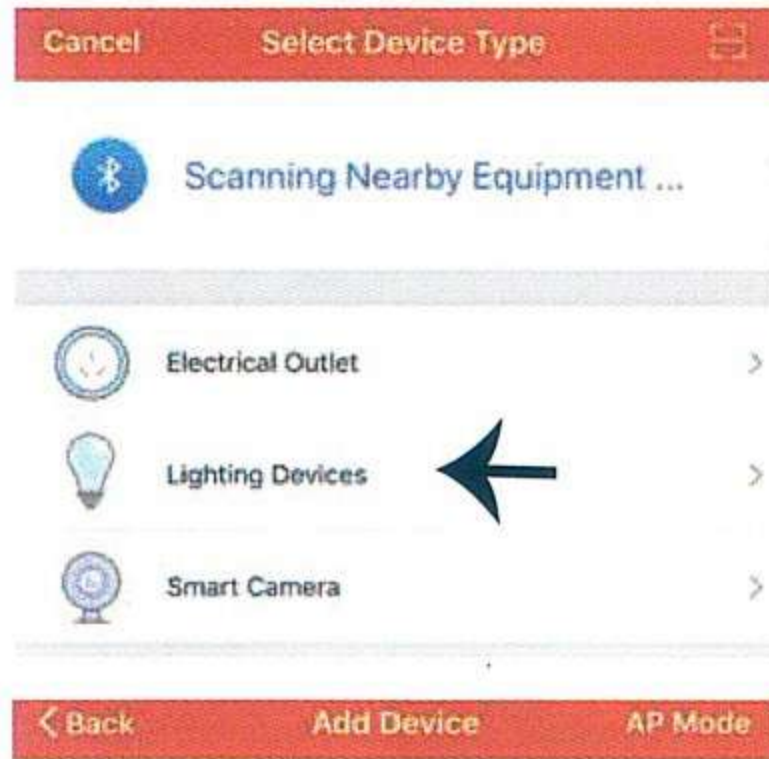 Cancel Select Device Type
Scanning Nearby Equipment ...
Electrical Outlet
Lighting Devices
Smart Camera
Back Add Device AP Mode